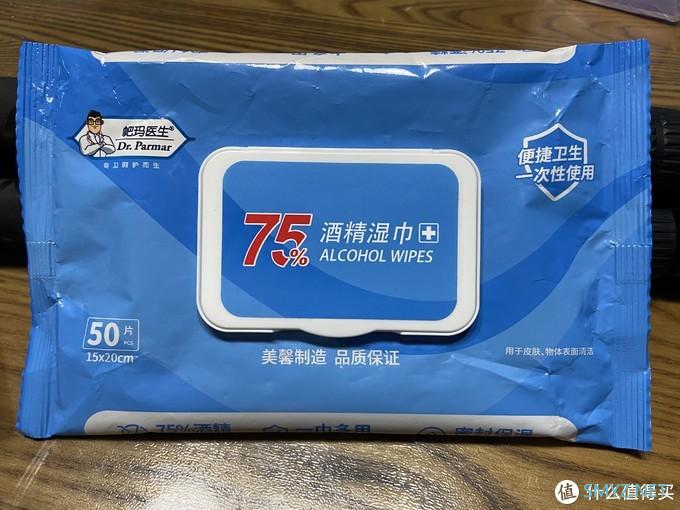 帊玛医生®
Dr. Parmar
专卫呵护而生
便捷卫生
一次性使用
75%
酒精湿巾
ALCOHOL WIPES
50片
PCS
15x20cm
美馨制造 品质保证
用于皮肤、物体表面清洁
75%酒精
一巾多用
密封保湿
SMYZ.NET
值 什么值得买